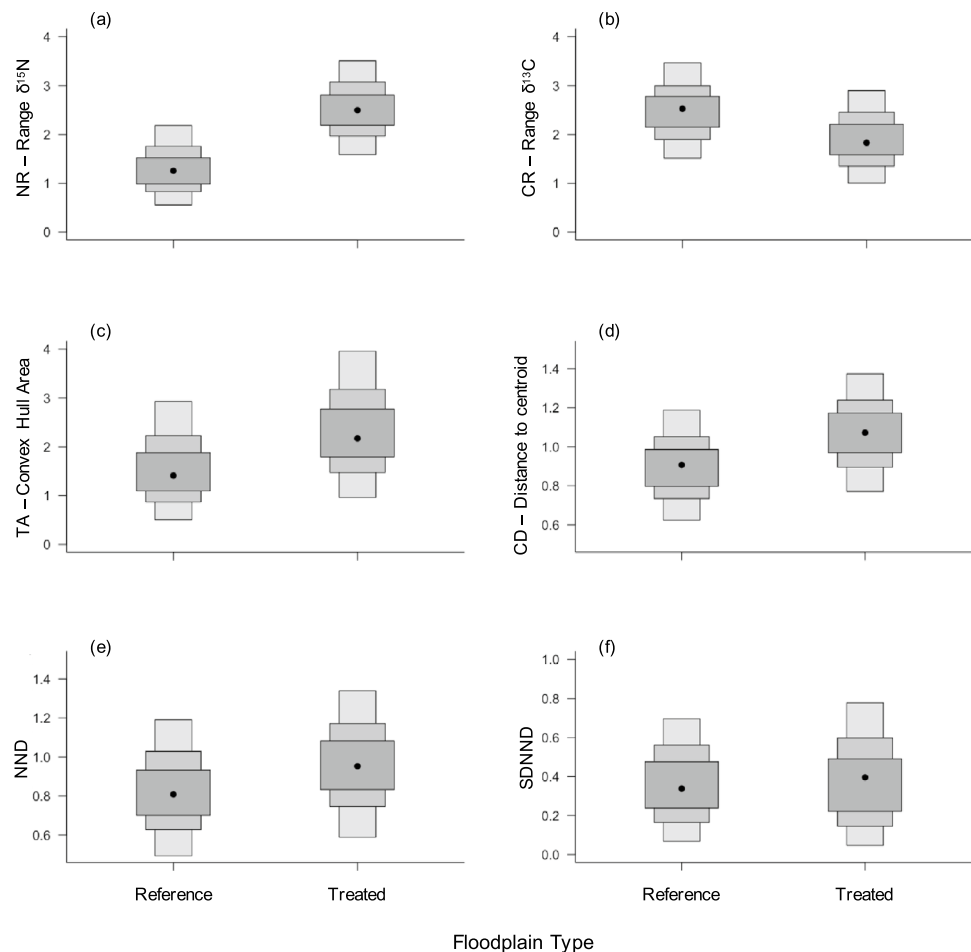 (a)
NR – Range δ¹⁵N
4
3
2
1
0
(b)
CR – Range δ¹³C
4
3
2
1
0
(c)
TA – Convex Hull Area
4
3
2
1
0
(d)
CD – Distance to centroid
1.4
1.2
1.0
0.8
0.6
(e)
NND
1.4
1.2
1.0
0.8
0.6
Reference Treated
(f)
SDNND
1.0
0.8
0.6
0.4
0.2
0.0
Reference Treated
Floodplain Type